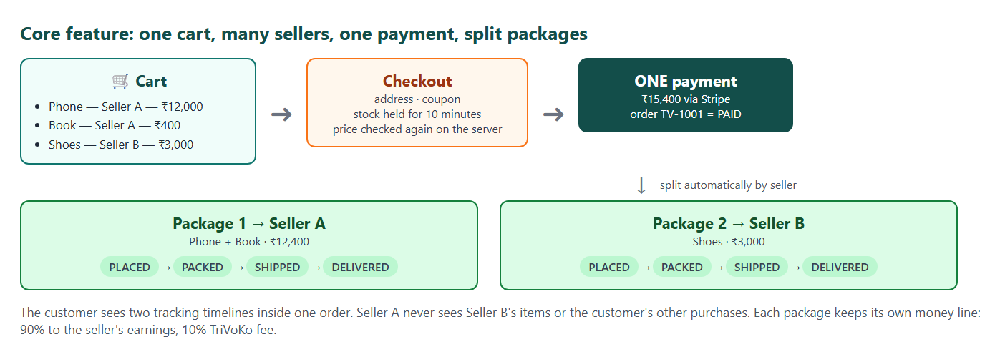 Core feature: one cart, many sellers, one payment, split packages
🛒 Cart
• Phone — Seller A — ₹12,000
• Book — Seller A — ₹400
• Shoes — Seller B — ₹3,000
→
Checkout
address · coupon
stock held for 10 minutes
price checked again on the server
→
ONE payment
₹15,400 via Stripe
order TV-1001 = PAID
↓ split automatically by seller
Package 1 → Seller A
Phone + Book · ₹12,400
PLACED → PACKED → SHIPPED → DELIVERED
Package 2 → Seller B
Shoes · ₹3,000
PLACED → PACKED → SHIPPED → DELIVERED
The customer sees two tracking timelines inside one order. Seller A never sees Seller B's items or the customer's other purchases. Each package keeps its own money line:
90% to the seller's earnings, 10% TriVoKo fee.